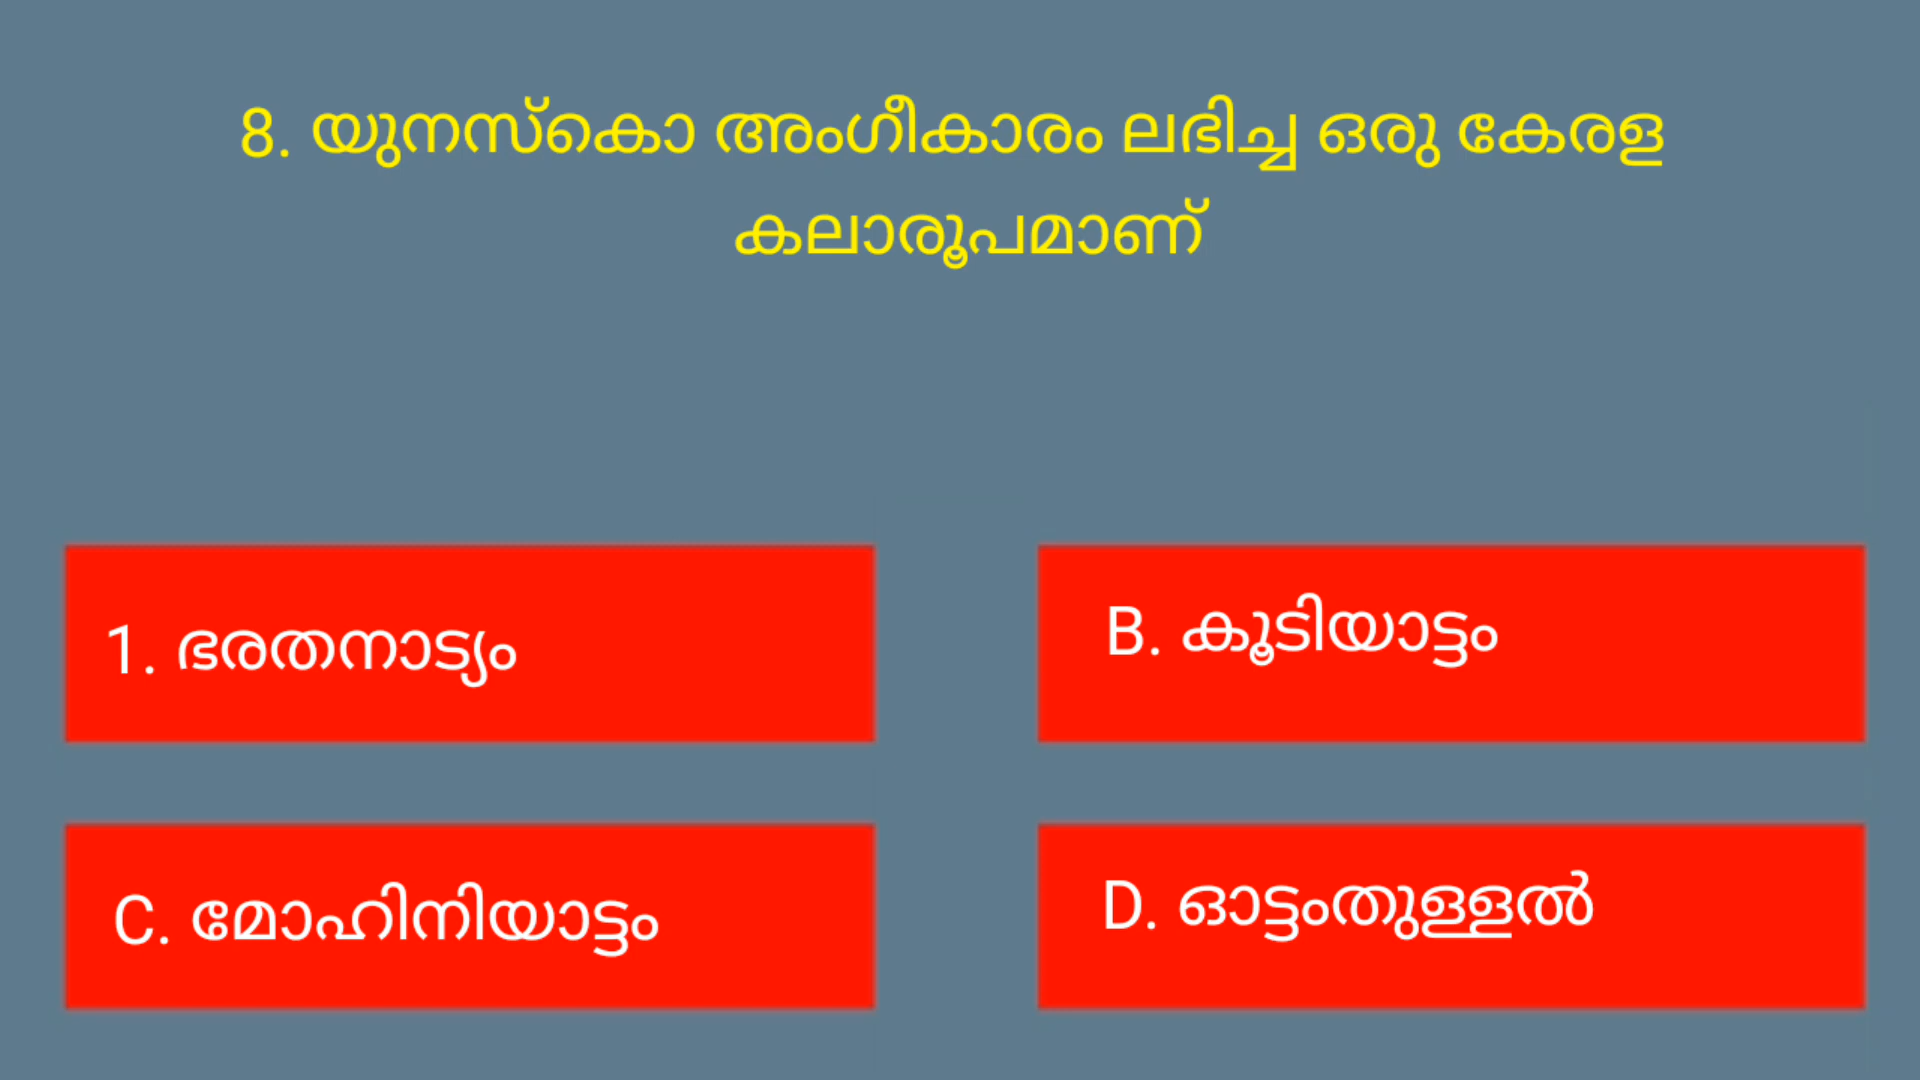 8. യുനസ്കൊ അംഗീകാരം ലഭിച്ച ഒരു കേരള
കലാരൂപമാണ്
1. ഭരതനാട്യം
B. കൂടിയാട്ടം
C. മോഹിനിയാട്ടം
D. ഓട്ടംതുള്ളൽ